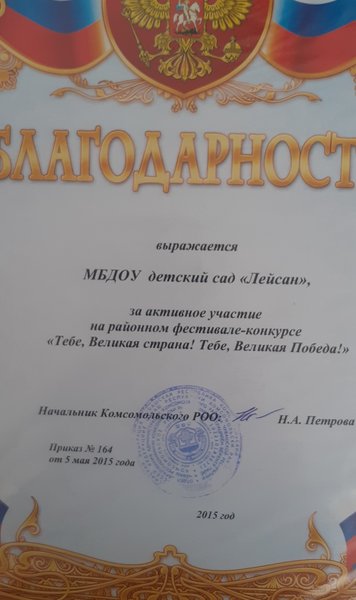 БЛАГОДАРНОСТ
выражается
МБДОУ детский сад «Лейсан»,
за активное участие
на районном фестивале-конкурсе
«Тебе, Великая страна! Тебе, Великая Победа!»
Начальник Комсомольского РОО: Н.А. Петрова
Приказ № 164
от 5 мая 2015 года
2015 год